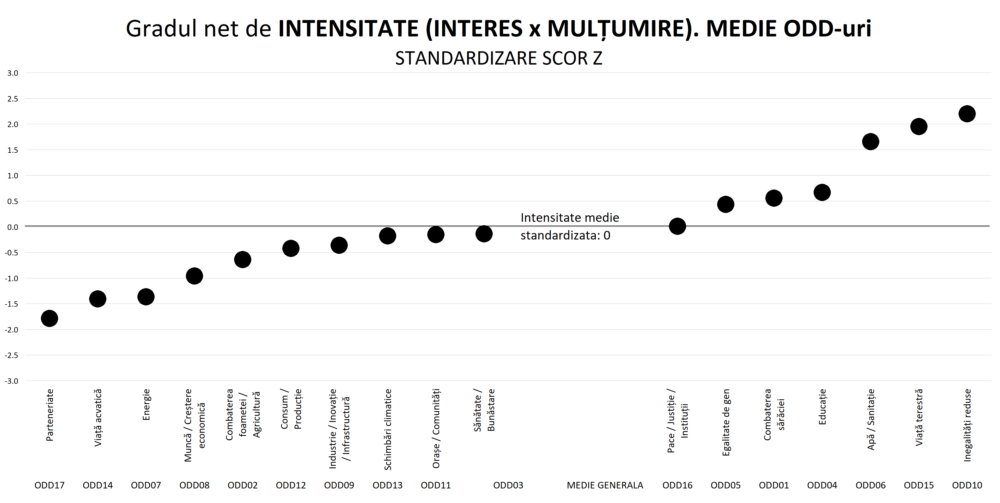 Gradul net de INTENSITATE (INTERES x MULȚUMIRE). MEDIE ODD-uri
STANDARDIZARE SCOR Z
3.0
2.5
2.0
1.5
1.0
0.5
0.0
-0.5
-1.0
-1.5
-2.0
-2.5
-3.0
Intensitate medie
standardizata: 0
Parteneriate
Viață acvatică
Energie
Muncă / Creștere
economică
Combaterea
foametei /
Agricultură
Consum /
Producție
Industrie / Inovație
/ Infrastructură
Schimbări climatice
Orașe / Comunități
Sănătate /
Bunăstare
Pace / Justiție /
Instituții
Egalitate de gen
Combaterea
sărăciei
Educație
Apă / Sanitație
Viață terestră
Inegalități reduse
ODD17 ODD14 ODD07 ODD08 ODD02 ODD12 ODD09 ODD13 ODD11 ODD03 MEDIE GENERALA ODD16 ODD05 ODD01 ODD04 ODD06 ODD15 ODD10